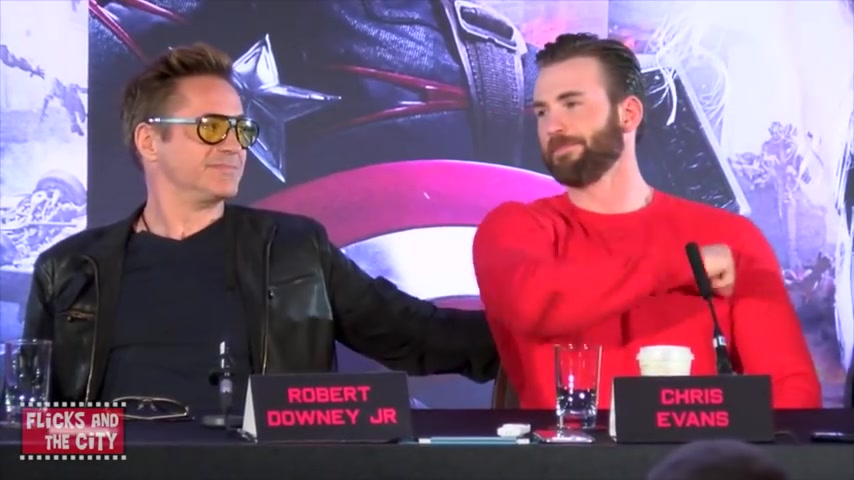 ROBERT
DOWNEY JR
CHRIS
EVANS
FLICKS AND
THE CITY